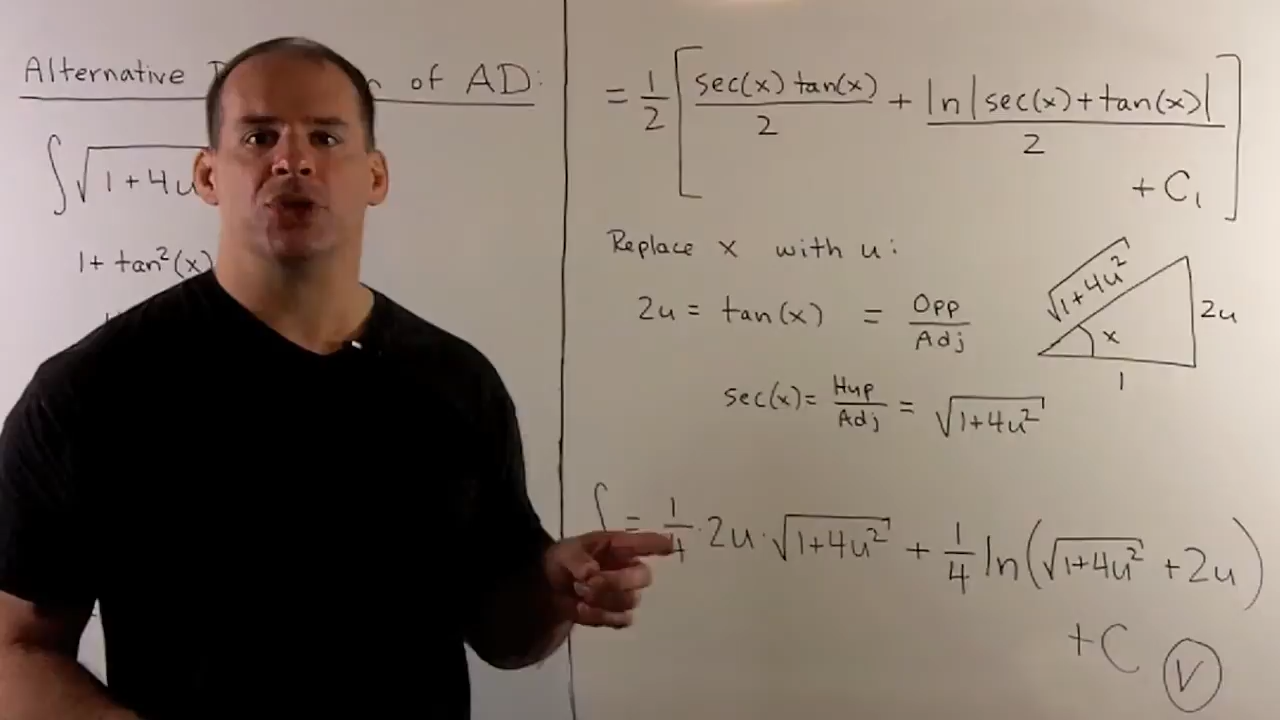 Alternative of AD:
∫√1+4u
1 + tan²(x)
= 1/2 [ sec(x) tan(x)/2 + ln|sec(x)+tan(x)|/2 + C₁ ]
Replace x with u:
2u = tan(x) = Opp/Adj
sec(x) = Hyp/Adj = √1+4u²
√1+4u²
2u
x
1
∫ = 1/4 · 2u · √1+4u² + 1/4 ln(√1+4u² + 2u)
+ C
V